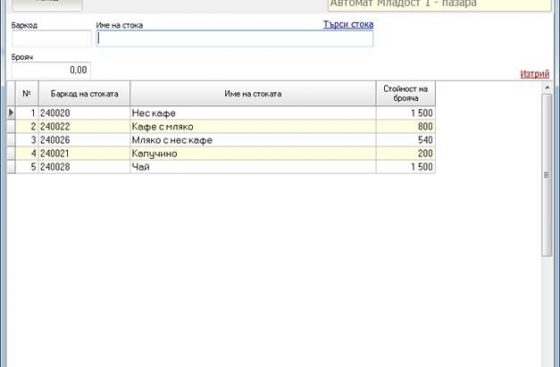 Автомат Младост 1 - пазара
Баркод Име на стока Търси стока
Брояч
0,00
Изтрий
№ Баркод на стоката Име на стоката Стойност на брояча
1 240020 Нес кафе 1 500
2 240022 Кафе с мляко 800
3 240026 Мляко с нес кафе 540
4 240021 Капучино 200
5 240028 Чай 1 500